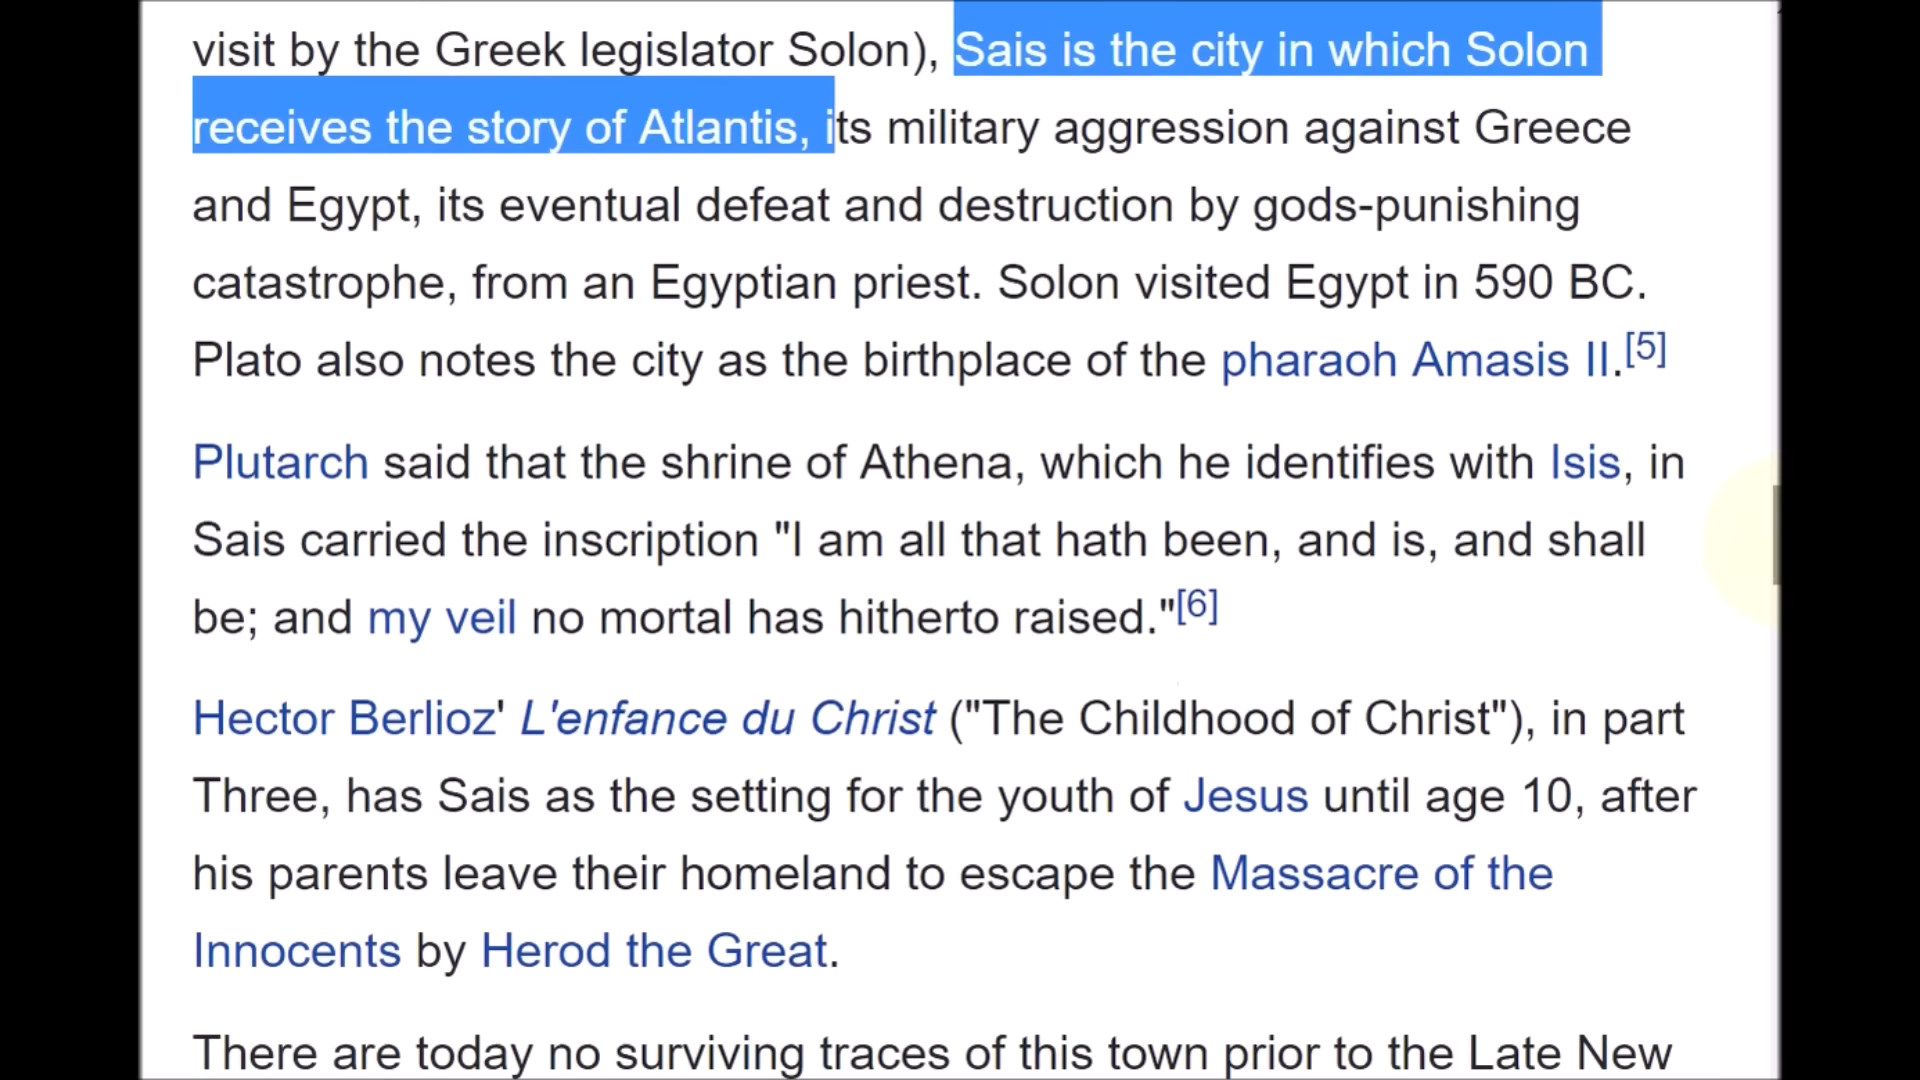 visit by the Greek legislator Solon), Sais is the city in which Solon
receives the story of Atlantis, its military aggression against Greece
and Egypt, its eventual defeat and destruction by gods-punishing
catastrophe, from an Egyptian priest. Solon visited Egypt in 590 BC.
Plato also notes the city as the birthplace of the pharaoh Amasis II.[5]
Plutarch said that the shrine of Athena, which he identifies with Isis, in
Sais carried the inscription "I am all that hath been, and is, and shall
be; and my veil no mortal has hitherto raised."[6]
Hector Berlioz' L'enfance du Christ ("The Childhood of Christ"), in part
Three, has Sais as the setting for the youth of Jesus until age 10, after
his parents leave their homeland to escape the Massacre of the
Innocents by Herod the Great.
There are today no surviving traces of this town prior to the Late New